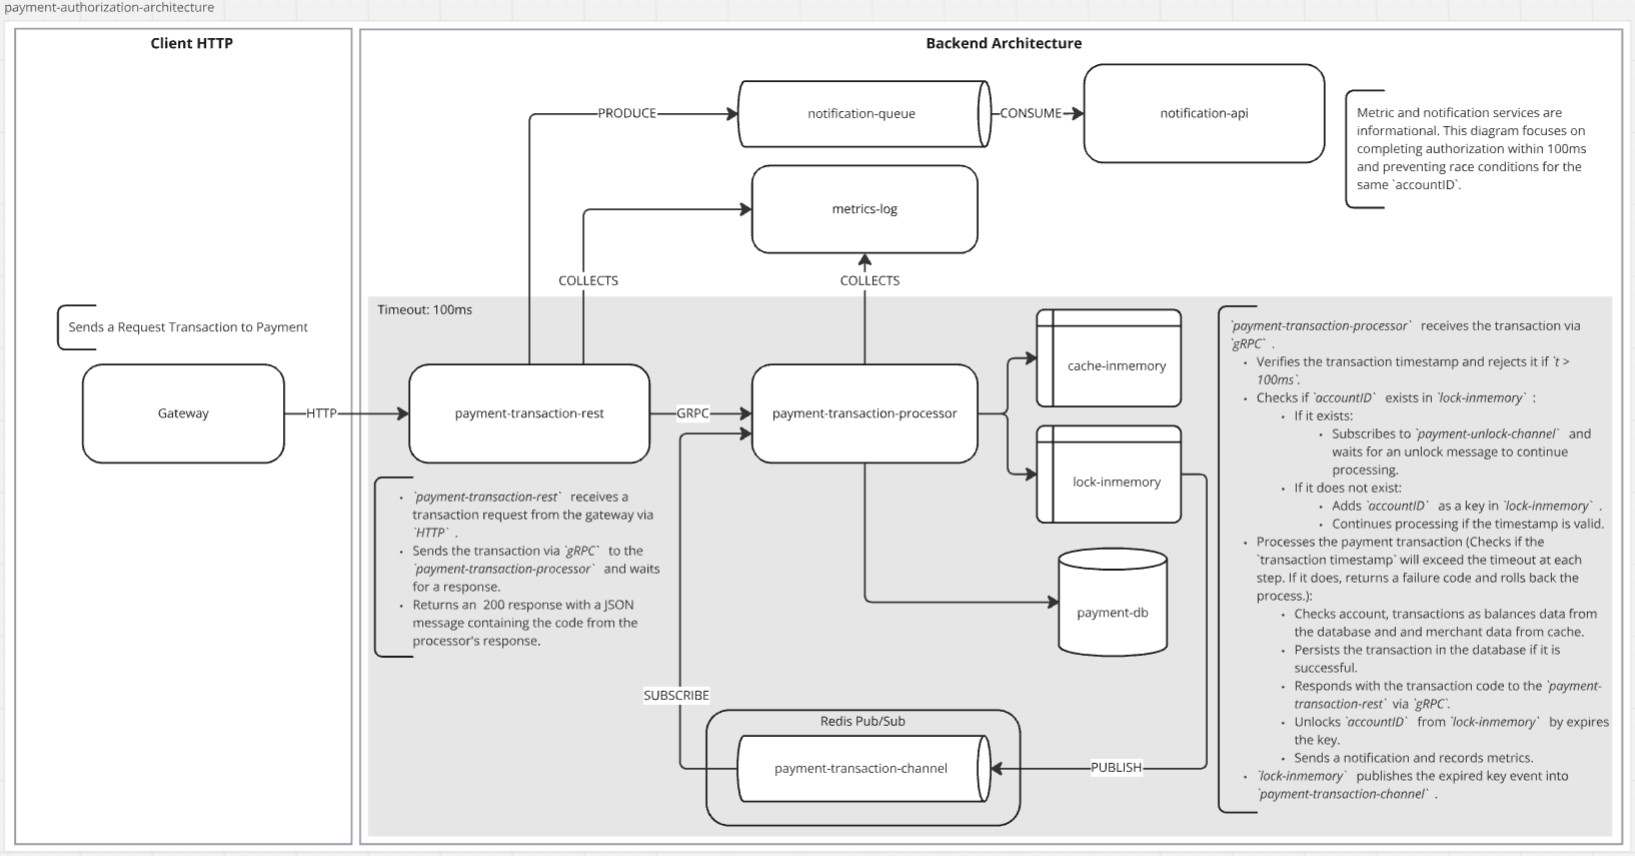 payment-authorization-architecture
Client HTTP
Backend Architecture
PRODUCE
notification-queue
CONSUME
notification-api
Metric and notification services are
informational. This diagram focuses on
completing authorization within 100ms
and preventing race conditions for the
same `accountID`.
metrics-log
COLLECTS
COLLECTS
Timeout: 100ms
Sends a Request Transaction to Payment
Gateway
HTTP
payment-transaction-rest
GRPC
payment-transaction-processor
cache-inmemory
lock-inmemory
payment-db
• `payment-transaction-rest` receives a
transaction request from the gateway via
`HTTP` .
• Sends the transaction via `gRPC` to the
`payment-transaction-processor` and waits
for a response.
• Returns an 200 response with a JSON
message containing the code from the
processor's response.
SUBSCRIBE
Redis Pub/Sub
payment-transaction-channel
PUBLISH
`payment-transaction-processor` receives the transaction via
`gRPC` .
• Verifies the transaction timestamp and rejects it if `t >
100ms`.
• Checks if `accountID` exists in `lock-inmemory` :
• If it exists:
• Subscribes to `payment-unlock-channel` and
waits for an unlock message to continue
processing.
• If it does not exist:
• Adds `accountID` as a key in `lock-inmemory` .
• Continues processing if the timestamp is valid.
• Processes the payment transaction (Checks if the
`transaction timestamp` will exceed the timeout at each
step. If it does, returns a failure code and rolls back the
process.):
• Checks account, transactions as balances data from
the database and and merchant data from cache.
• Persists the transaction in the database if it is
successful.
• Responds with the transaction code to the `payment-
transaction-rest` via `gRPC`.
• Unlocks `accountID` from `lock-inmemory` by expires
the key.
• Sends a notification and records metrics.
• `lock-inmemory` publishes the expired key event into
`payment-transaction-channel` .